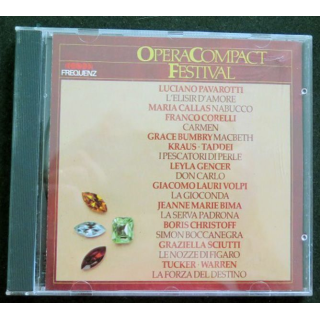 OPERACOMPACT
FESTIVAL
FREQUENZ
LUCIANO PAVAROTTI
L'ELISIR D'AMORE
MARIA CALLAS NABUCCO
FRANCO CORELLI
CARMEN
GRACE BUMBRY MACBETH
KRAUS · TADDEI
I PESCATORI DI PERLE
LEYLA GENCER
DON CARLO
GIACOMO LAURI VOLPI
LA GIOCONDA
JEANNE MARIE BIMA
LA SERVA PADRONA
BORIS CHRISTOFF
SIMON BOCCANEGRA
GRAZIELLA SCIUTTI
LE NOZZE DI FIGARO
TUCKER - WARREN
LA FORZA DEL DESTINO